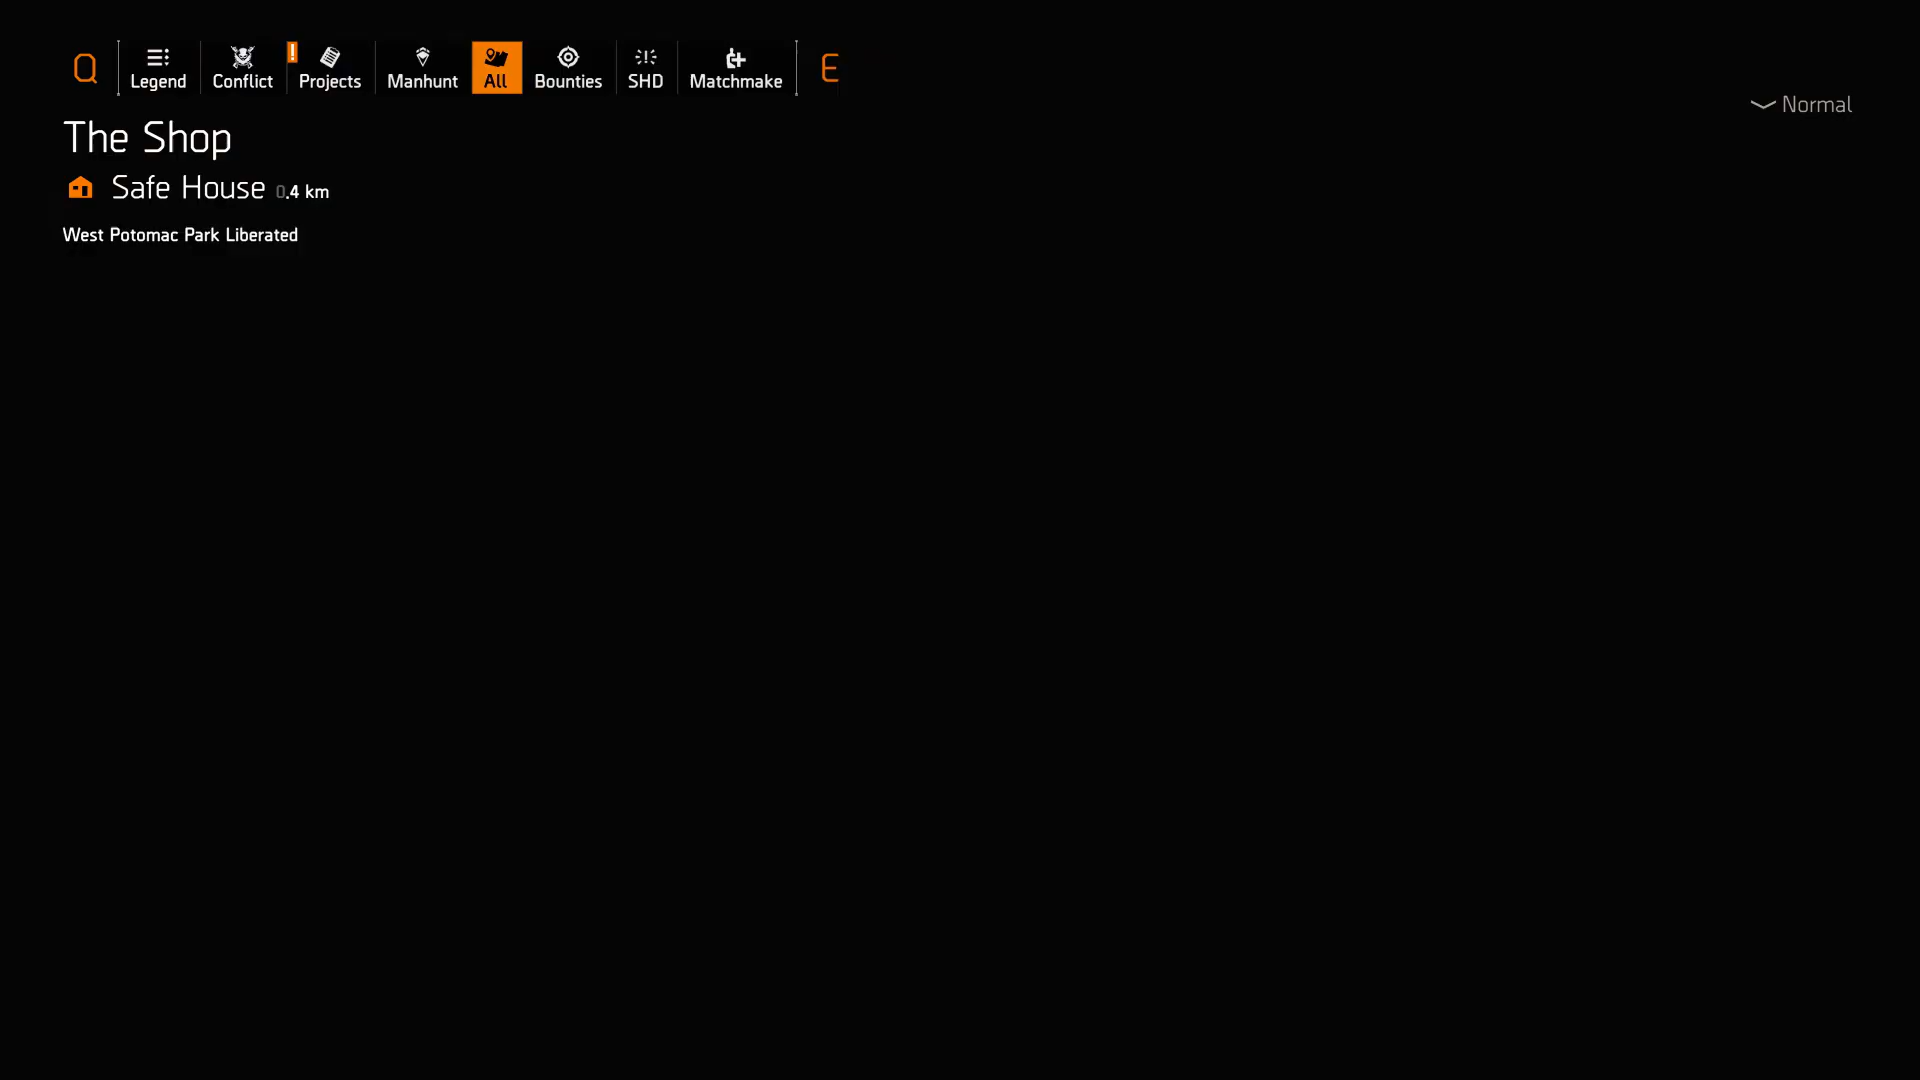 Q Legend Conflict ! Projects Manhunt All Bounties SHD Matchmake E
Normal
The Shop
Safe House 0.4 km
West Potomac Park Liberated